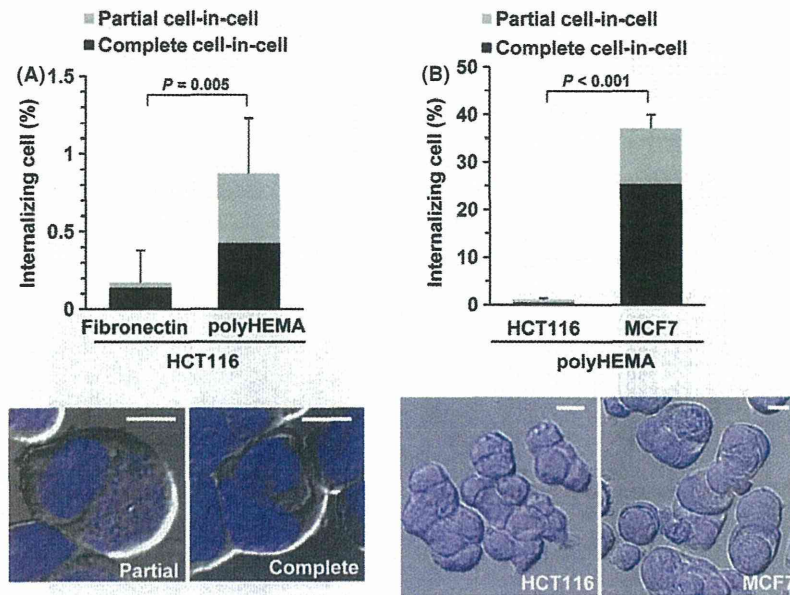 Partial cell-in-cell
Complete cell-in-cell
(A)
1.5
1
0.5
0
Internalizing cell (%)
P = 0.005
Fibronectin polyHEMA
HCT116
Partial
Complete
Partial cell-in-cell
Complete cell-in-cell
(B)
50
40
30
20
10
0
Internalizing cell (%)
P < 0.001
HCT116 MCF7
polyHEMA
HCT116
MCF7